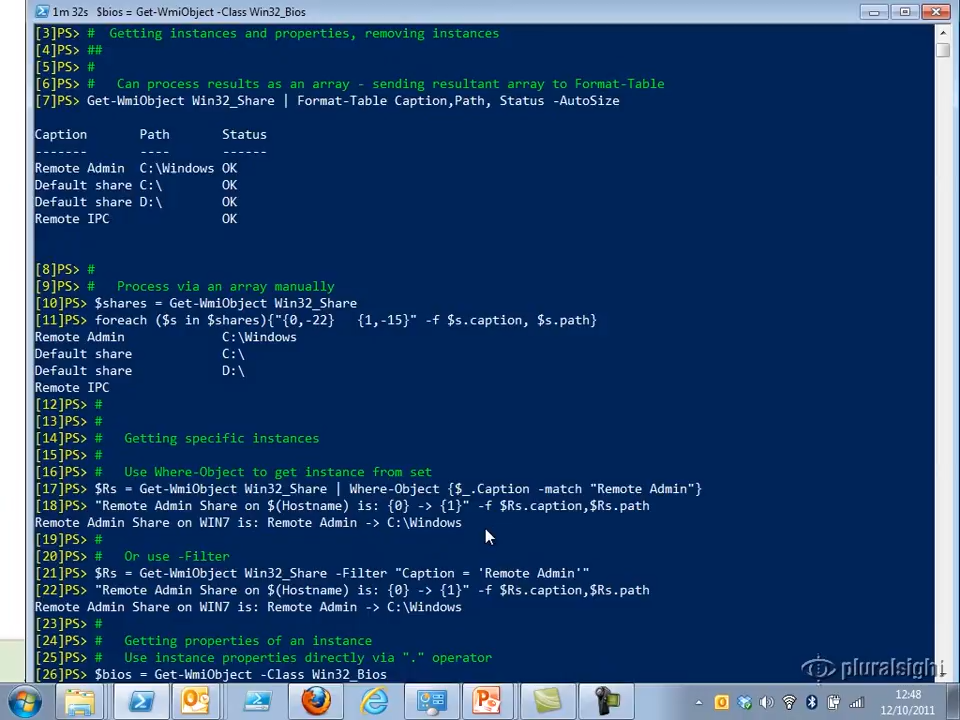 1m 32s $bios = Get-WmiObject -Class Win32_Bios
[3]PS> #  Getting instances and properties, removing instances
[4]PS> ##
[5]PS> #
[6]PS> #   Can process results as an array - sending resultant array to Format-Table
[7]PS> Get-WmiObject Win32_Share | Format-Table Caption,Path, Status -AutoSize
Caption       Path       Status
-------       ----       ------
Remote Admin  C:\Windows OK
Default share C:\        OK
Default share D:\        OK
Remote IPC               OK
[8]PS> #
[9]PS> #   Process via an array manually
[10]PS> $shares = Get-WmiObject Win32_Share
[11]PS> foreach ($s in $shares){"{0,-22}   {1,-15}" -f $s.caption, $s.path}
Remote Admin             C:\Windows
Default share            C:\
Default share            D:\
Remote IPC
[12]PS> #
[13]PS> #
[14]PS> #   Getting specific instances
[15]PS> #
[16]PS> #   Use Where-Object to get instance from set
[17]PS> $Rs = Get-WmiObject Win32_Share | Where-Object {$_.Caption -match "Remote Admin"}
[18]PS> "Remote Admin Share on $(Hostname) is: {0} -> {1}" -f $Rs.caption,$Rs.path
Remote Admin Share on WIN7 is: Remote Admin -> C:\Windows
[19]PS> #
[20]PS> #   Or use -Filter
[21]PS> $Rs = Get-WmiObject Win32_Share -Filter "Caption = 'Remote Admin'"
[22]PS> "Remote Admin Share on $(Hostname) is: {0} -> {1}" -f $Rs.caption,$Rs.path
Remote Admin Share on WIN7 is: Remote Admin -> C:\Windows
[23]PS> #
[24]PS> #   Getting properties of an instance
[25]PS> #   Use instance properties directly via "." operator
[26]PS> $bios = Get-WmiObject -Class Win32_Bios
pluralsight
12:48
12/10/2011